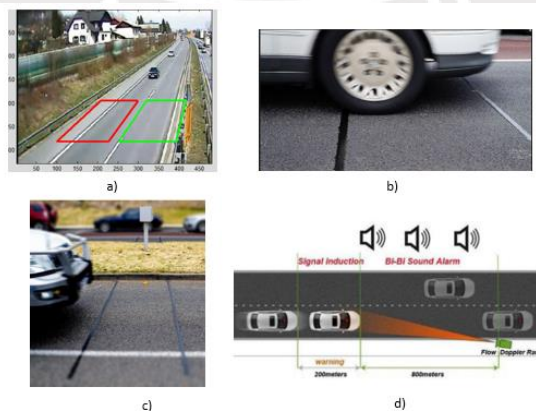 50 100 150 200 250 300 350 400 450
a)
b)
Signal induction Bi-Bi Sound Alarm
warning
200meters
800meters
Flow Doppler Rad
c)
d)